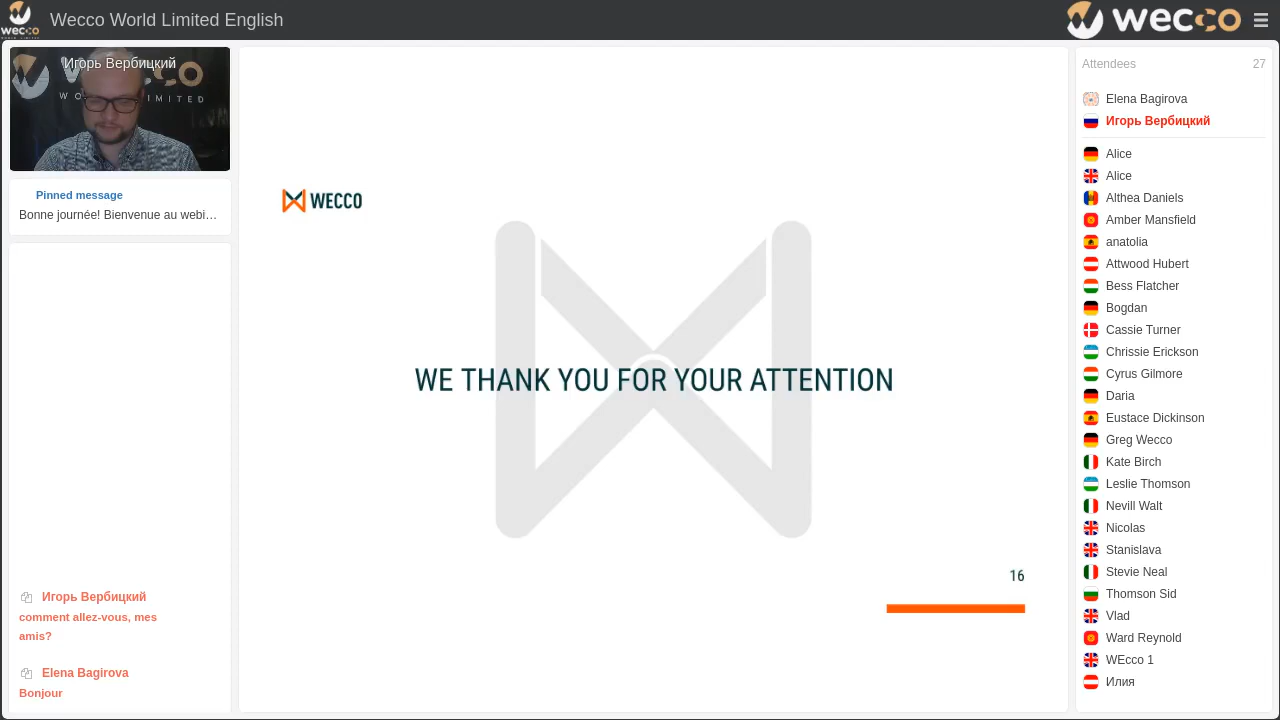 wecco
Wecco World Limited English
wecco
Игорь Вербицкий
Pinned message
Bonne journée! Bienvenue au webi…
Игорь Вербицкий
comment allez-vous, mes
amis?
Elena Bagirova
Bonjour
WECCO
WE THANK YOU FOR YOUR ATTENTION
16
Attendees 27
Elena Bagirova
Игорь Вербицкий
Alice
Alice
Althea Daniels
Amber Mansfield
anatolia
Attwood Hubert
Bess Flatcher
Bogdan
Cassie Turner
Chrissie Erickson
Cyrus Gilmore
Daria
Eustace Dickinson
Greg Wecco
Kate Birch
Leslie Thomson
Nevill Walt
Nicolas
Stanislava
Stevie Neal
Thomson Sid
Vlad
Ward Reynold
WEcco 1
Илия